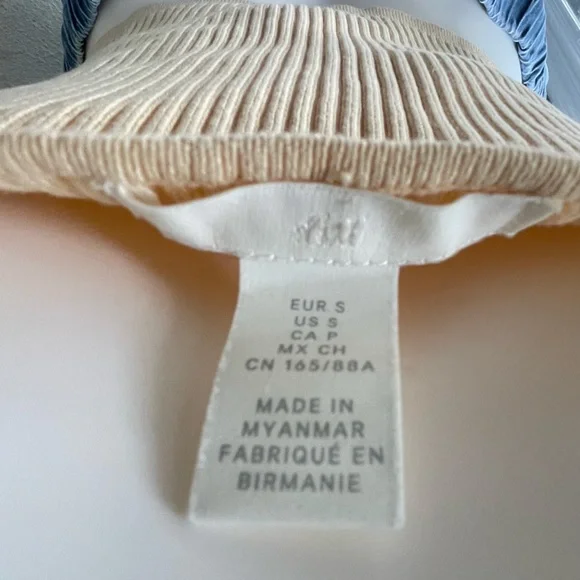 EUR S
US S
CA P
MX CH
CN 165/88A
MADE IN
MYANMAR
FABRIQUÉ EN
BIRMANIE